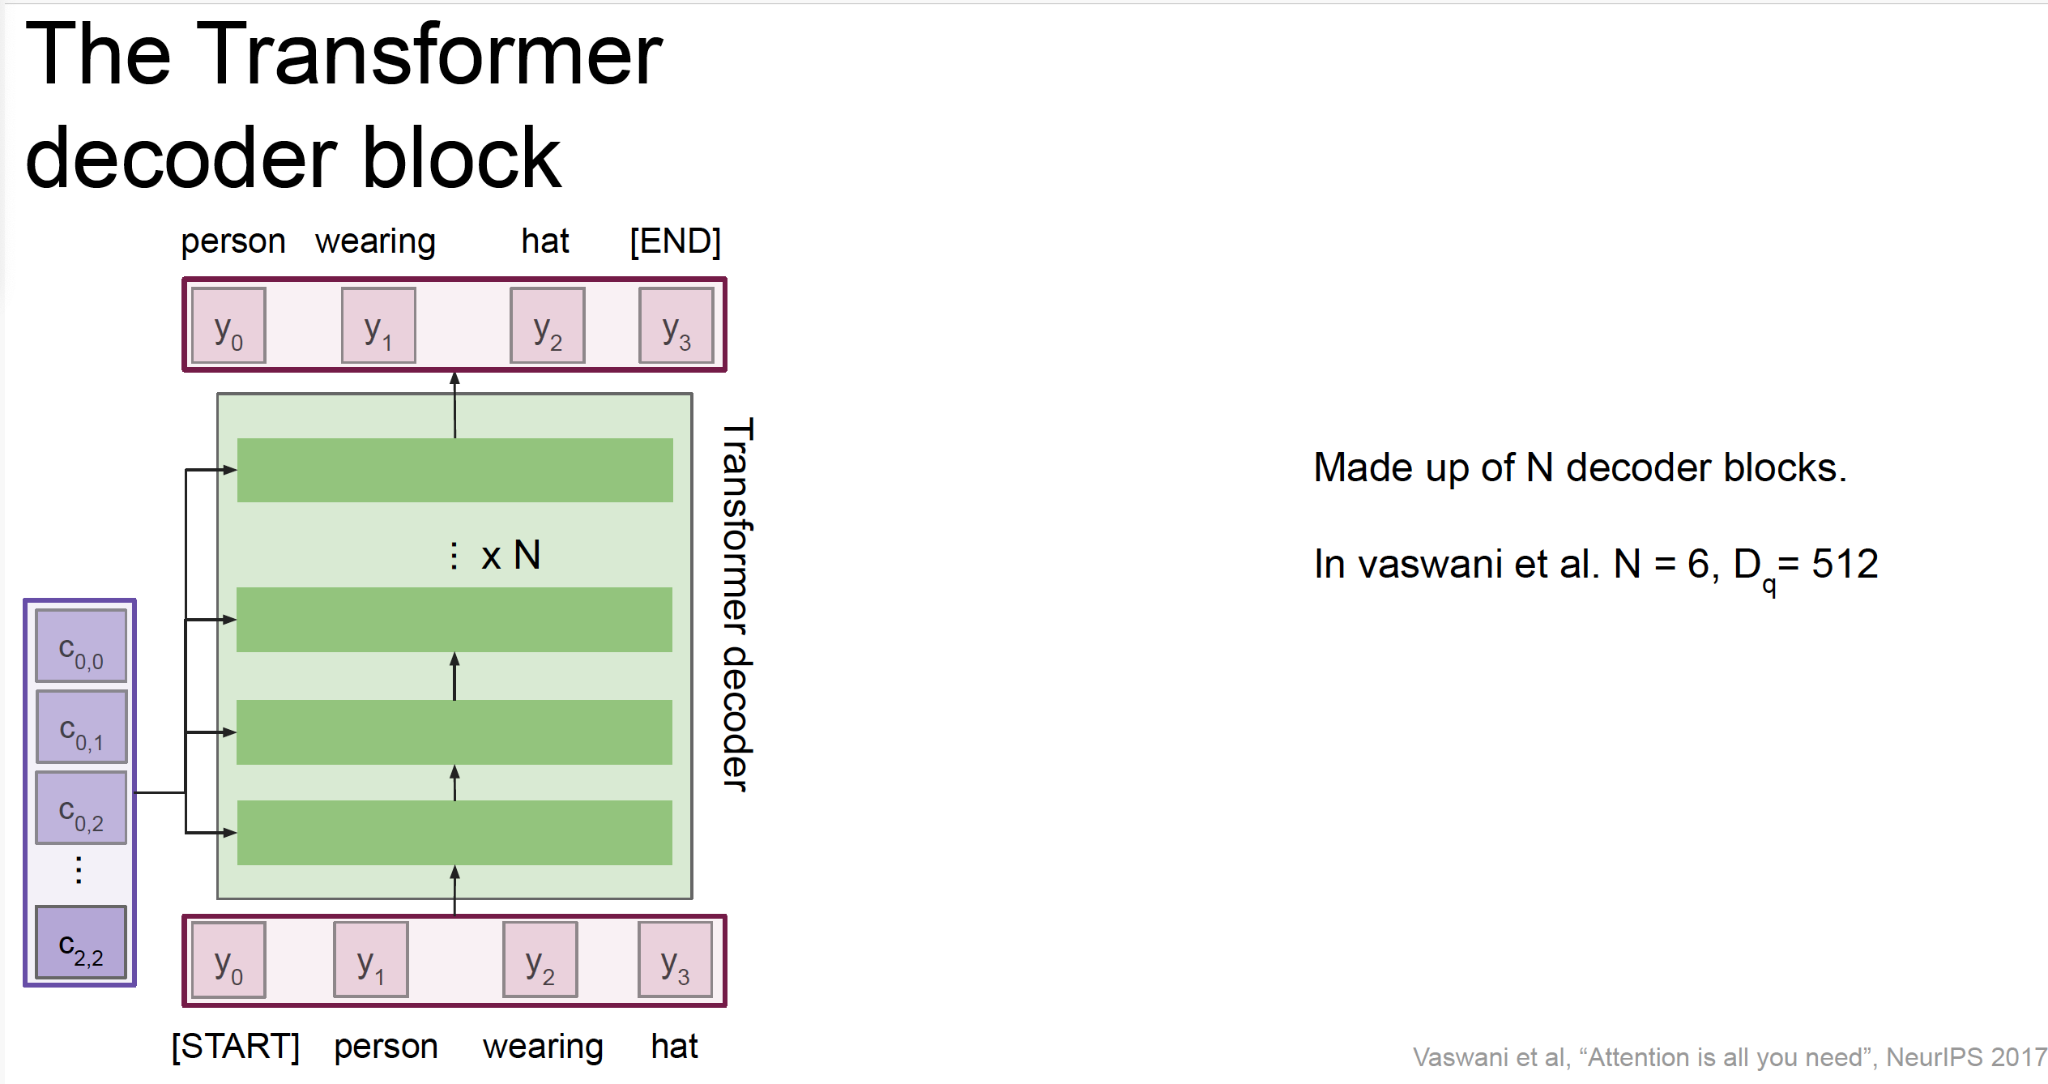 The Transformer
decoder block
person wearing hat [END]
y0 y1 y2 y3
Transformer decoder
⋮ x N
c0,0
c0,1
c0,2
⋮
c2,2
y0 y1 y2 y3
[START] person wearing hat
Made up of N decoder blocks.
In vaswani et al. N = 6, Dq= 512
Vaswani et al, “Attention is all you need”, NeurIPS 2017